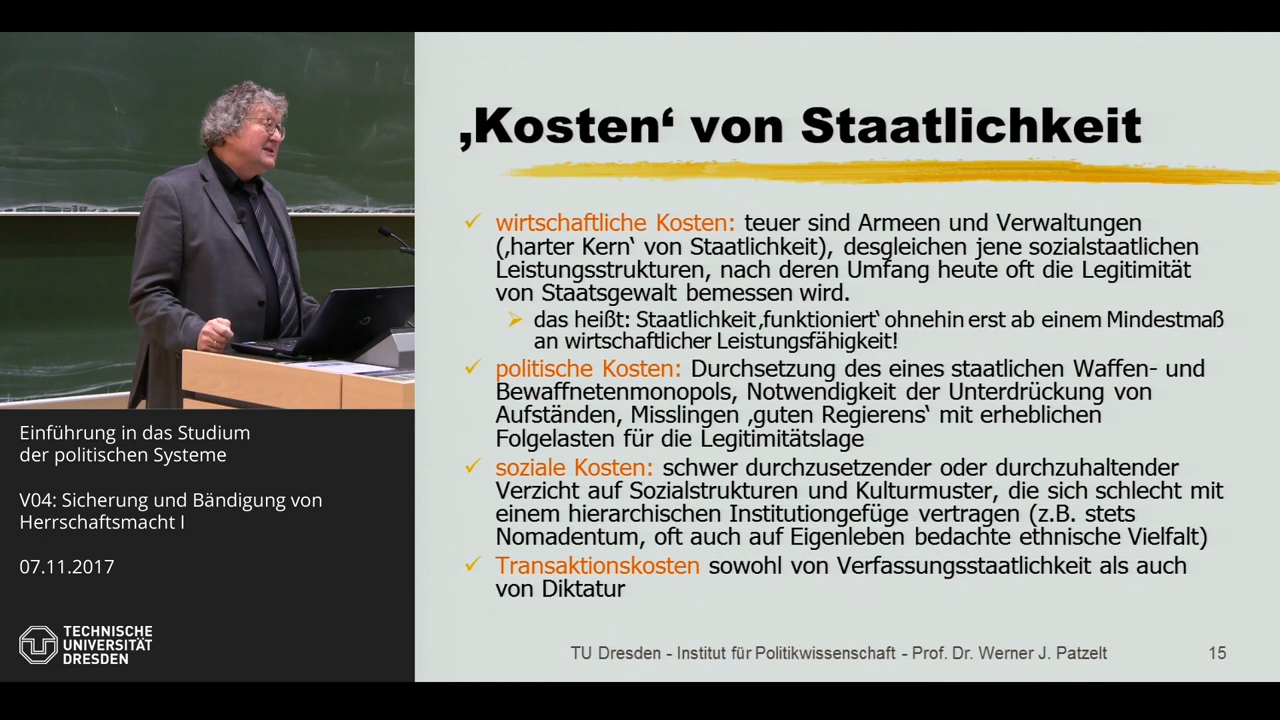 ‚Kosten‘ von Staatlichkeit
wirtschaftliche Kosten: teuer sind Armeen und Verwaltungen
(‚harter Kern‘ von Staatlichkeit), desgleichen jene sozialstaatlichen
Leistungsstrukturen, nach deren Umfang heute oft die Legitimität
von Staatsgewalt bemessen wird.
das heißt: Staatlichkeit ‚funktioniert‘ ohnehin erst ab einem Mindestmaß
an wirtschaftlicher Leistungsfähigkeit!
politische Kosten: Durchsetzung des eines staatlichen Waffen- und
Bewaffnetenmonopols, Notwendigkeit der Unterdrückung von
Aufständen, Misslingen ‚guten Regierens‘ mit erheblichen
Folgelasten für die Legitimitätslage
soziale Kosten: schwer durchzusetzender oder durchzuhaltender
Verzicht auf Sozialstrukturen und Kulturmuster, die sich schlecht mit
einem hierarchischen Institutiongefüge vertragen (z.B. stets
Nomadentum, oft auch auf Eigenleben bedachte ethnische Vielfalt)
Transaktionskosten sowohl von Verfassungsstaatlichkeit als auch
von Diktatur
TU Dresden - Institut für Politikwissenschaft - Prof. Dr. Werner J. Patzelt
15
Einführung in das Studium
der politischen Systeme
V04: Sicherung und Bändigung von
Herrschaftsmacht I
07.11.2017
TECHNISCHE
UNIVERSITÄT
DRESDEN